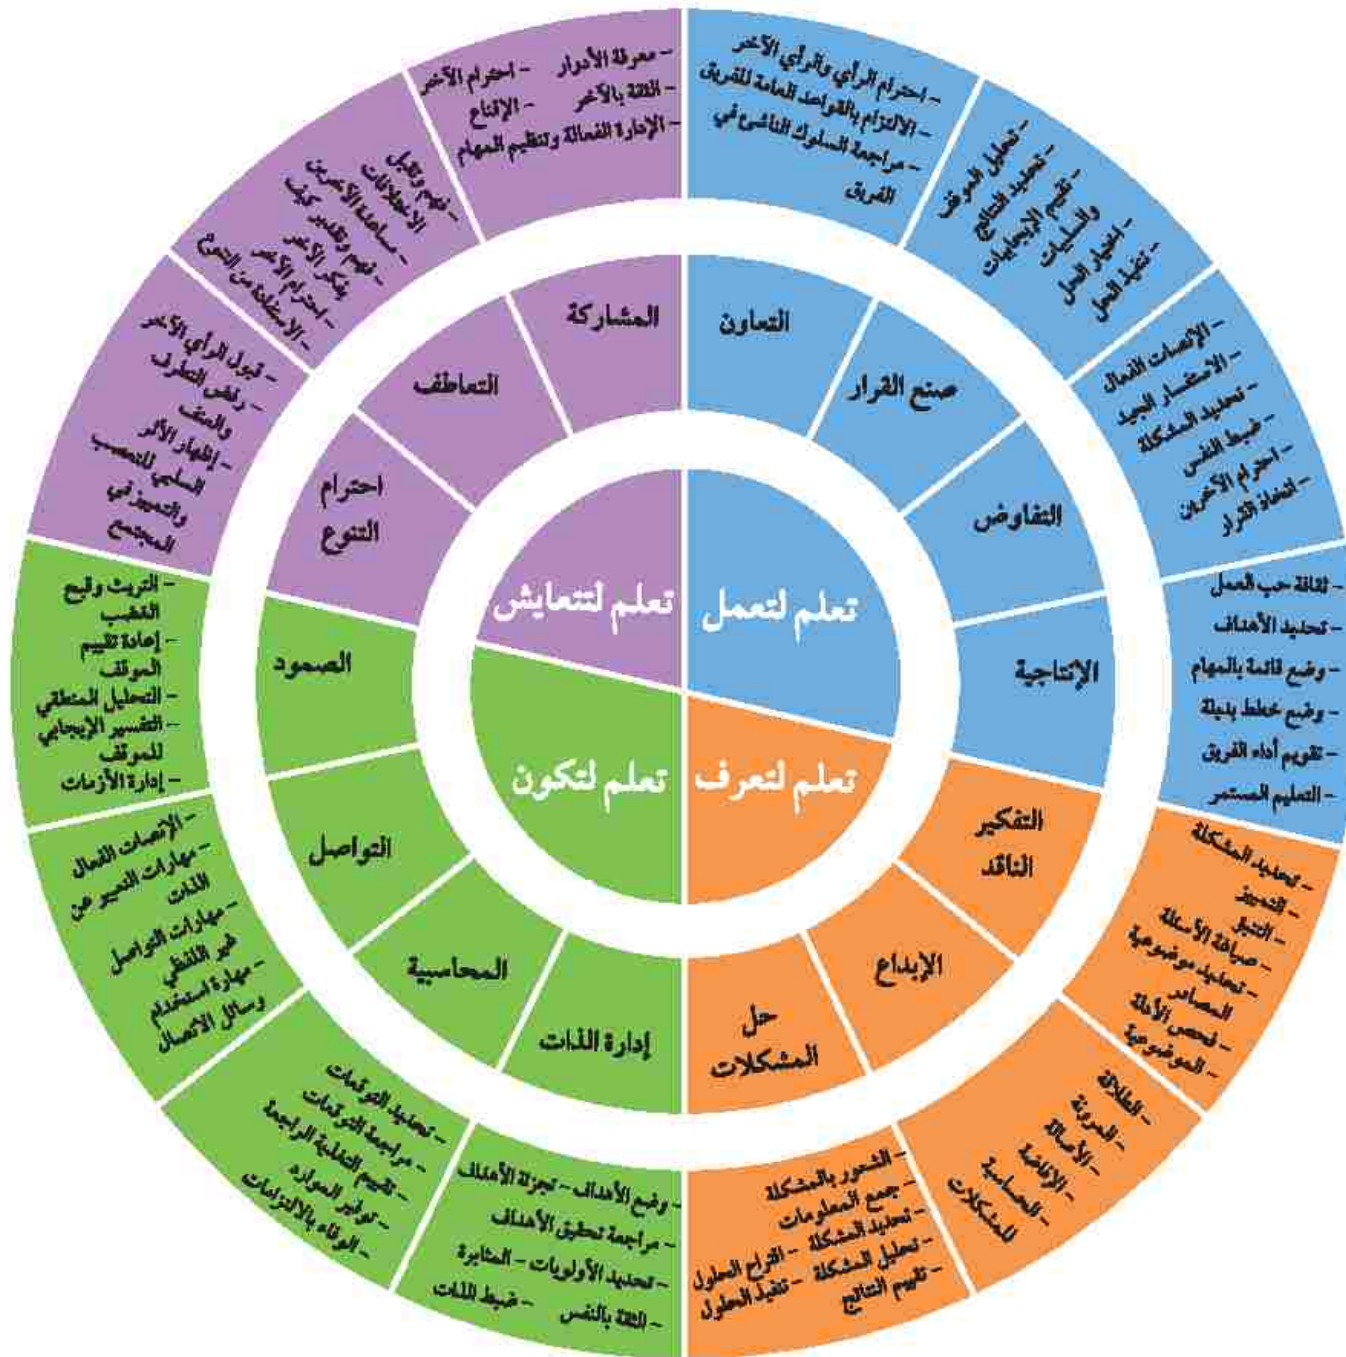 تعلم لنعمل
تعلم لتعرف
تعلم لتكون
تعلم لتتعايش
التعاون
صنع القرار
التفاوض
الإنتاجية
التفكير
الناقد
الإبداع
حل
المشكلات
إدارة الذات
المحاسبية
التواصل
الصمود
احترام
التنوع
التعاطف
المشاركة
- احترام الرأي والرأي الآخر
- الالتزام بالقواعد العامة للفريق
- مراجعة السلوك الناشئ في
الفريق
- تحليل الموقف
- تحديد النتائج
- وضع الإيجابيات
والسلبيات
- اختيار الحل
- تنفيذ الحل
- الإنصات الفعال
- الاستفسار الجيد
- تحديد المشكلة
- ضبط النفس
- احترام الآخرين
- اتخاذ القرار
- ثقافة حب العمل
- تحديد الأهداف
- وضع قائمة بالمهام
- وضع خطط بديلة
- تقويم أداء الفريق
- التعليم المستمر
- تحديد المشكلة
- التمييز
- التنبؤ
- صياغة الأسئلة
- تحديد موضوعية
المصادر
- فحص الأدلة
- الموضوعية
- الطلاقة
- المرونة
- الأصالة
- الإفاضة
- الحساسية
للمشكلات
- الشعور بالمشكلة
- جمع المعلومات
- تحديد المشكلة - اقتراح الحلول
- تحليل المشكلة - تنفيذ الحلول
- تقييم النتائج
- وضع الأهداف - تجزئة الأهداف
- مراجعة تحقيق الأهداف
- تحديد الأولويات - المثابرة
- الثقة بالنفس - ضبط الذات
- تحديد التوقعات
- مراجعة التوقعات
- تقييم التغذية الراجعة
- توفير الموارد
- الوفاء بالالتزامات
- الإنصات الفعال
- مهارات التعبير عن
الذات
- مهارات التواصل
غير اللفظي
- مهارة استخدام
وسائل الاتصال
- التريث وقبح
الغضب
- إعادة تقييم
الموقف
- التحليل المنطقي
- التفسير الإيجابي
للموقف
- إدارة الأزمات
- قبول الرأي الآخر
- رفض التطرف
والعنف
- إظهار الأثر
السلبي للتعصب
والتمييز في
المجتمع
- فهم وتقبل
الاختلافات
- مساعدة الآخرين
- فهم وتقدير كيف
يفكر الآخر
- احترام الآخر
- الاستفادة من التنوع
- معرفة الأدوار - احترام الآخر
- الثقة بالآخر - الإقناع
- الإدارة الفعالة وتنظيم المهام